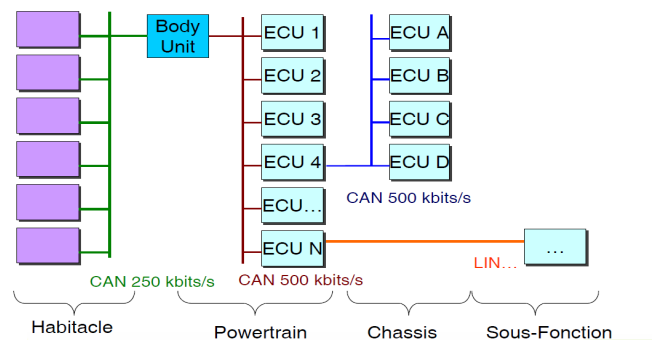 Body
Unit
ECU 1
ECU A
ECU 2
ECU B
ECU 3
ECU C
ECU 4
ECU D
CAN 500 kbits/s
ECU...
ECU N
...
LIN...
CAN 250 kbits/s
CAN 500 kbits/s
Habitacle
Powertrain
Chassis
Sous-Fonction